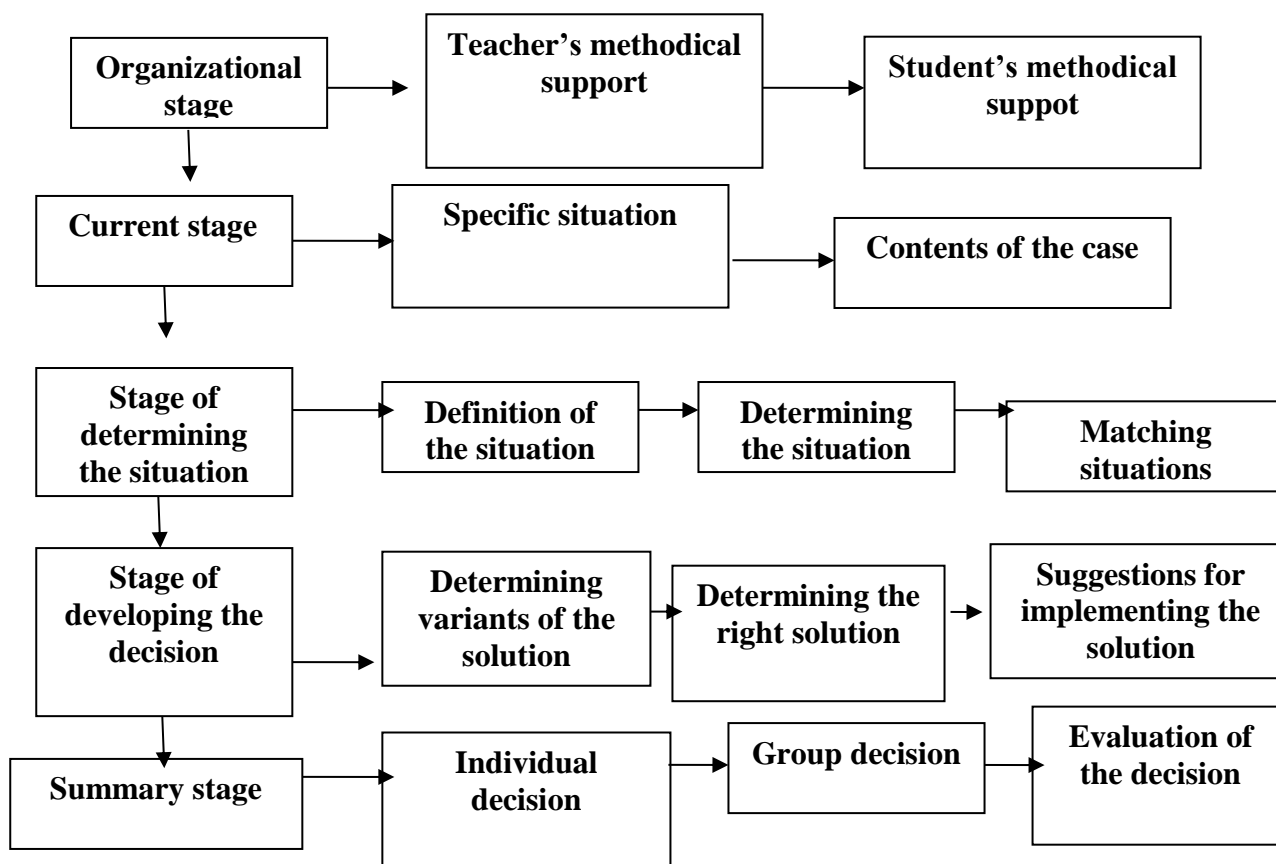 Organizational
stage
Teacher’s methodical
support
Student’s methodical
suppot
Current stage
Specific situation
Contents of the case
Stage of
determining
the situation
Definition of
the situation
Determining
the situation
Matching
situations
Stage of
developing the
decision
Determining
variants of the
solution
Determining the
right solution
Suggestions for
implementing the
solution
Summary stage
Individual
decision
Group decision
Evaluation of
the decision